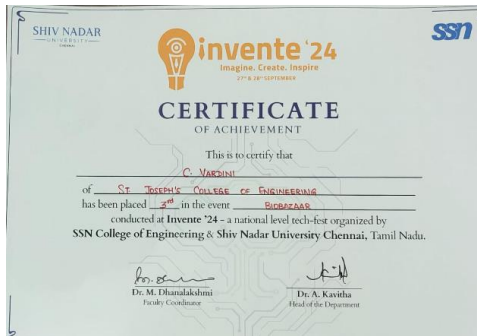 SHIV NADAR
UNIVERSITY
CHENNAI
ssn
invente '24
Imagine. Create. Inspire
27th & 28th SEPTEMBER
CERTIFICATE
OF ACHIEVEMENT
This is to certify that
C. VARDINI
of ST. JOSEPH'S COLLEGE OF ENGINEERING
has been placed 3rd in the event BIOBAZAAR
conducted at Invente '24 – a national level tech-fest organized by
SSN College of Engineering & Shiv Nadar University Chennai, Tamil Nadu.
Dr. M. Dhanalakshmi
Faculty Coordinator
Dr. A. Kavitha
Head of the Department